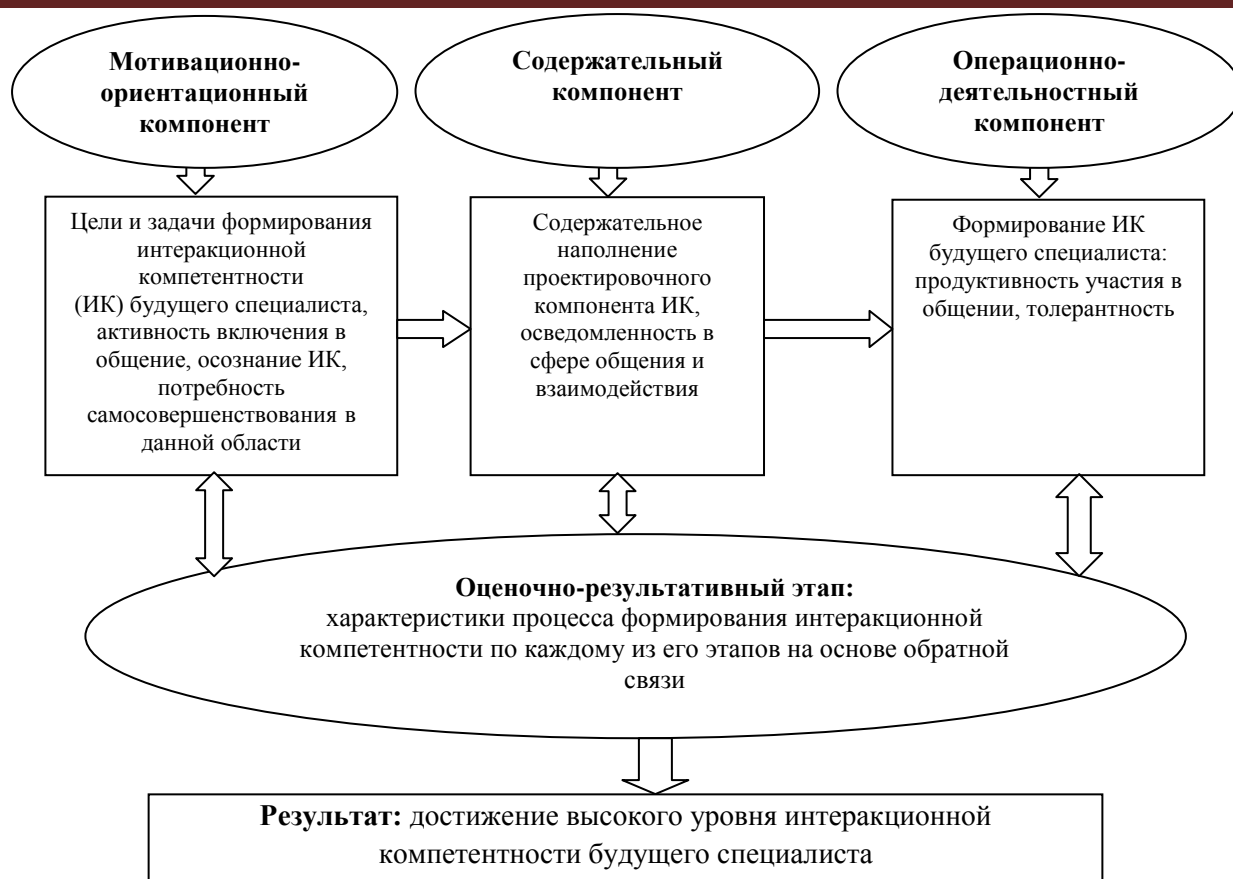 Мотивационно-
ориентационный
компонент
Содержательный
компонент
Операционно-
деятельностный
компонент
Цели и задачи формирования
интеракционной
компетентности
(ИК) будущего специалиста,
активность включения в
общение, осознание ИК,
потребность
самосовершенствования в
данной области
Содержательное
наполнение
проектировочного
компонента ИК,
осведомленность в
сфере общения и
взаимодействия
Формирование ИК
будущего специалиста:
продуктивность участия в
общении, толерантность
Оценочно-результативный этап:
характеристики процесса формирования интеракционной
компетентности по каждому из его этапов на основе обратной
связи
Результат: достижение высокого уровня интеракционной
компетентности будущего специалиста